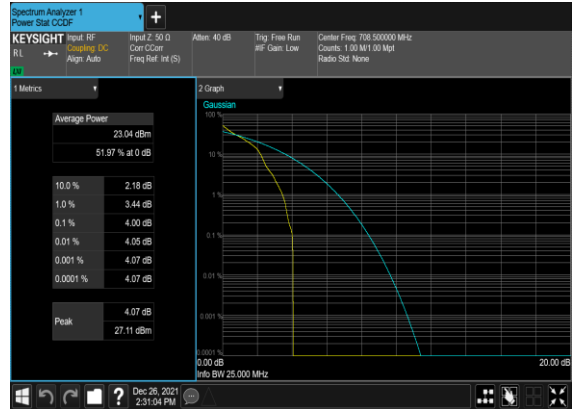 Spectrum Analyzer 1
Power Stat CCDF
+
KEYSIGHT
RL
Input: RF
Coupling: DC
Align: Auto
Input Z: 50 Ω
Corr CCorr
Freq Ref: Int (S)
Atten: 40 dB
Trig: Free Run
#IF Gain: Low
Center Freq: 708.500000 MHz
Counts: 1.00 M/1.00 Mpt
Radio Std: None
1 Metrics
Average Power
23.04 dBm
51.97 % at 0 dB
10.0 % 2.18 dB
1.0 % 3.44 dB
0.1 % 4.00 dB
0.01 % 4.05 dB
0.001 % 4.07 dB
0.0001 % 4.07 dB
Peak
4.07 dB
27.11 dBm
2 Graph
Gaussian
100 %
10 %
1 %
0.1 %
0.01 %
0.001 %
0.0001 %
0.00 dB
20.00 dB
Info BW 25.000 MHz
?
Dec 26, 2021
2:31:04 PM